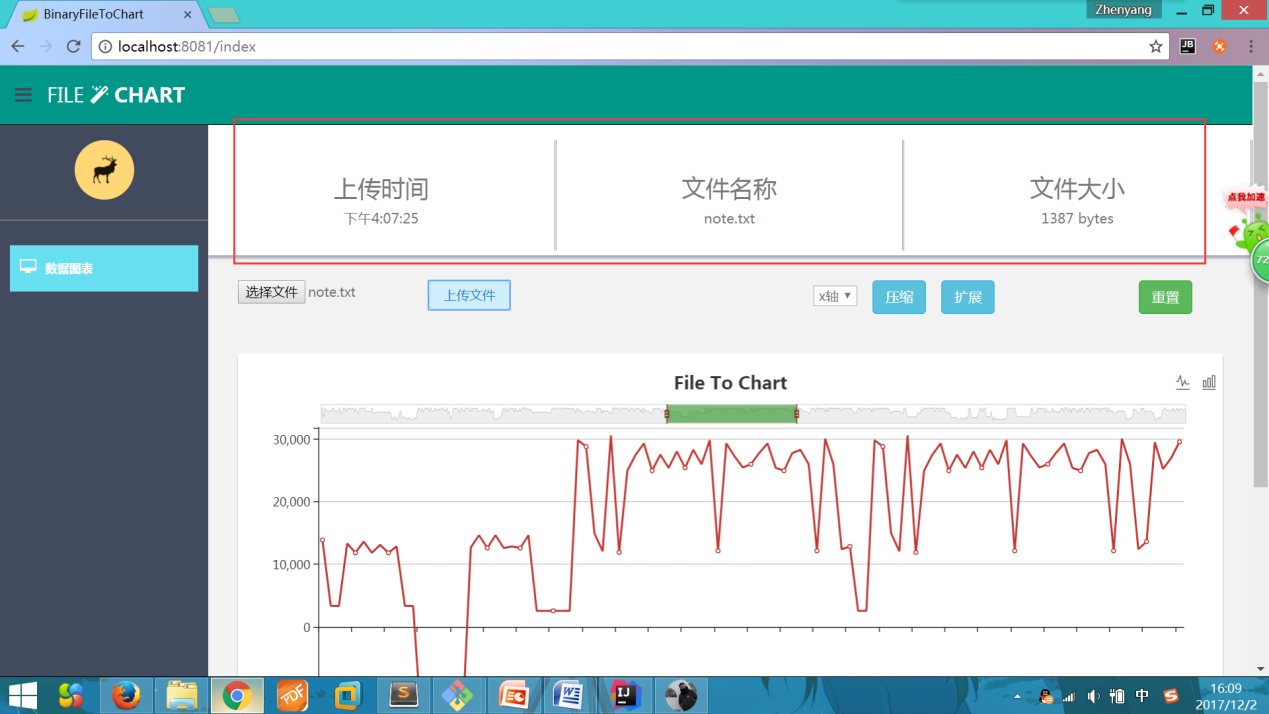 BinaryFileToChart
Zhenyang
localhost:8081/index
JB
FILE CHART
上传时间
下午4:07:25
文件名称
note.txt
文件大小
1387 bytes
点我加速
72
数据图表
选择文件 note.txt
上传文件
x轴
压缩
扩展
重置
File To Chart
30,000
20,000
10,000
0
PDF
S
W
IJ
中
S
16:09
2017/12/2